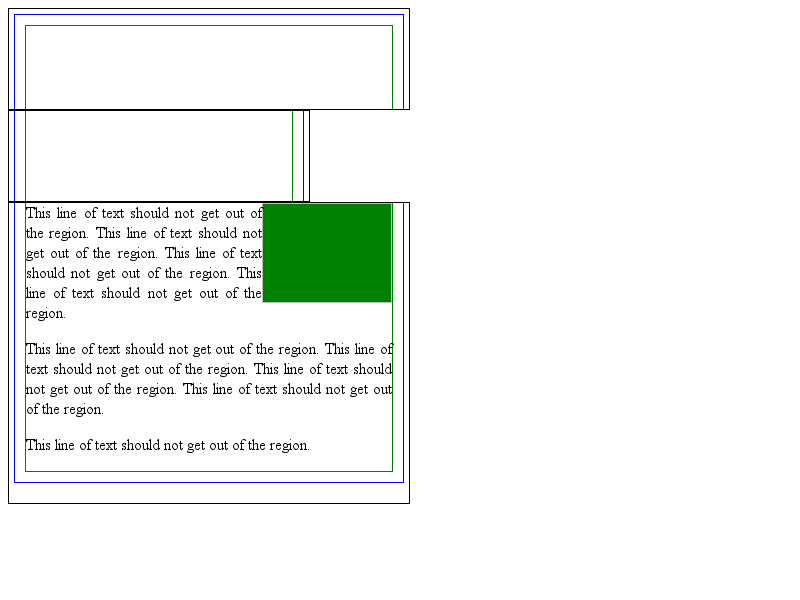 This line of text should not get out of
the region. This line of text should not
get out of the region. This line of text
should not get out of the region. This
line of text should not get out of the
region.
This line of text should not get out of the region. This line of
text should not get out of the region. This line of text should
not get out of the region. This line of text should not get out
of the region.
This line of text should not get out of the region.